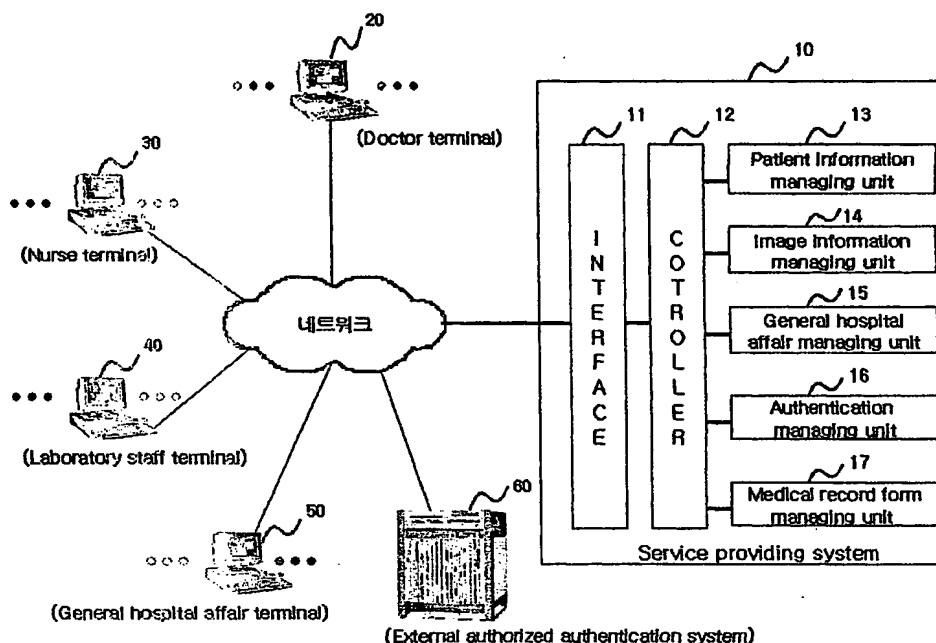 20
(Doctor terminal)
30
(Nurse terminal)
네트워크
40
(Laboratory staff terminal)
50
(General hospital affair terminal)
60
(External authorized authentication system)
10
11
INTERFACE
12
COTROLLER
13
Patient information
managing unit
14
Image information
managing unit
15
General hospital
affair managing unit
16
Authentication
managing unit
17
Medical record form
managing unit
Service providing system